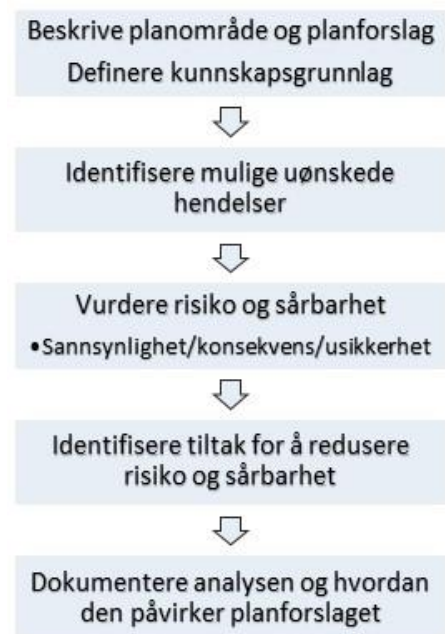 Beskrive planområde og planforslag
Definere kunnskapsgrunnlag
Identifisere mulige uønskede
hendelser
Vurdere risiko og sårbarhet
•Sannsynlighet/konsekvens/usikkerhet
Identifisere tiltak for å redusere
risiko og sårbarhet
Dokumentere analysen og hvordan
den påvirker planforslaget